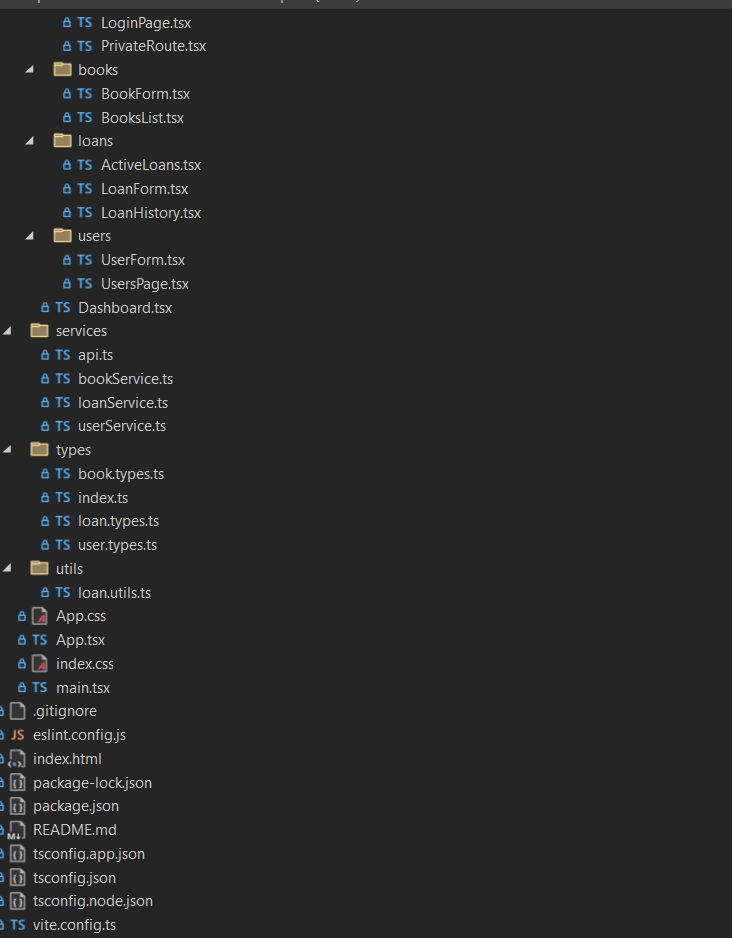 TS LoginPage.tsx
TS PrivateRoute.tsx
books
TS BookForm.tsx
TS BooksList.tsx
loans
TS ActiveLoans.tsx
TS LoanForm.tsx
TS LoanHistory.tsx
users
TS UserForm.tsx
TS UsersPage.tsx
TS Dashboard.tsx
services
TS api.ts
TS bookService.ts
TS loanService.ts
TS userService.ts
types
TS book.types.ts
TS index.ts
TS loan.types.ts
TS user.types.ts
utils
TS loan.utils.ts
App.css
TS App.tsx
index.css
TS main.tsx
.gitignore
JS eslint.config.js
index.html
package-lock.json
package.json
M↓ README.md
tsconfig.app.json
tsconfig.json
tsconfig.node.json
TS vite.config.ts